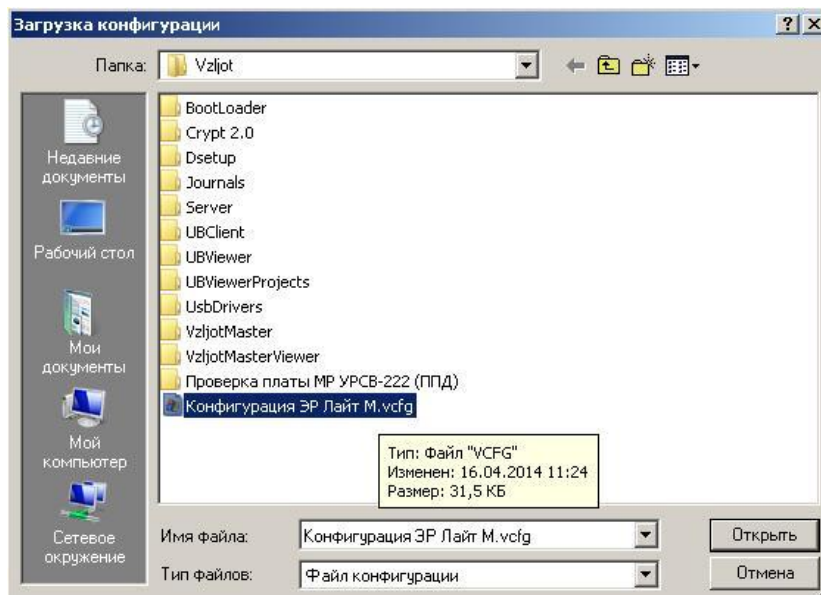 Загрузка конфигурации
Папка: Vzljot
BootLoader
Crypt 2.0
Dsetup
Journals
Server
UBClient
UBViewer
UBViewerProjects
UsbDrivers
VzljotMaster
VzljotMasterViewer
Проверка платы МР УРСВ-222 (ППД)
Конфигурация ЭР Лайт М.vcfg
Недавние
документы
Рабочий стол
Мои
документы
Мой
компьютер
Сетевое
окружение
Тип: Файл "VCFG"
Изменен: 16.04.2014 11:24
Размер: 31,5 КБ
Имя файла: Конфигурация ЭР Лайт М.vcfg Открыть
Тип файлов: Файл конфигурации Отмена